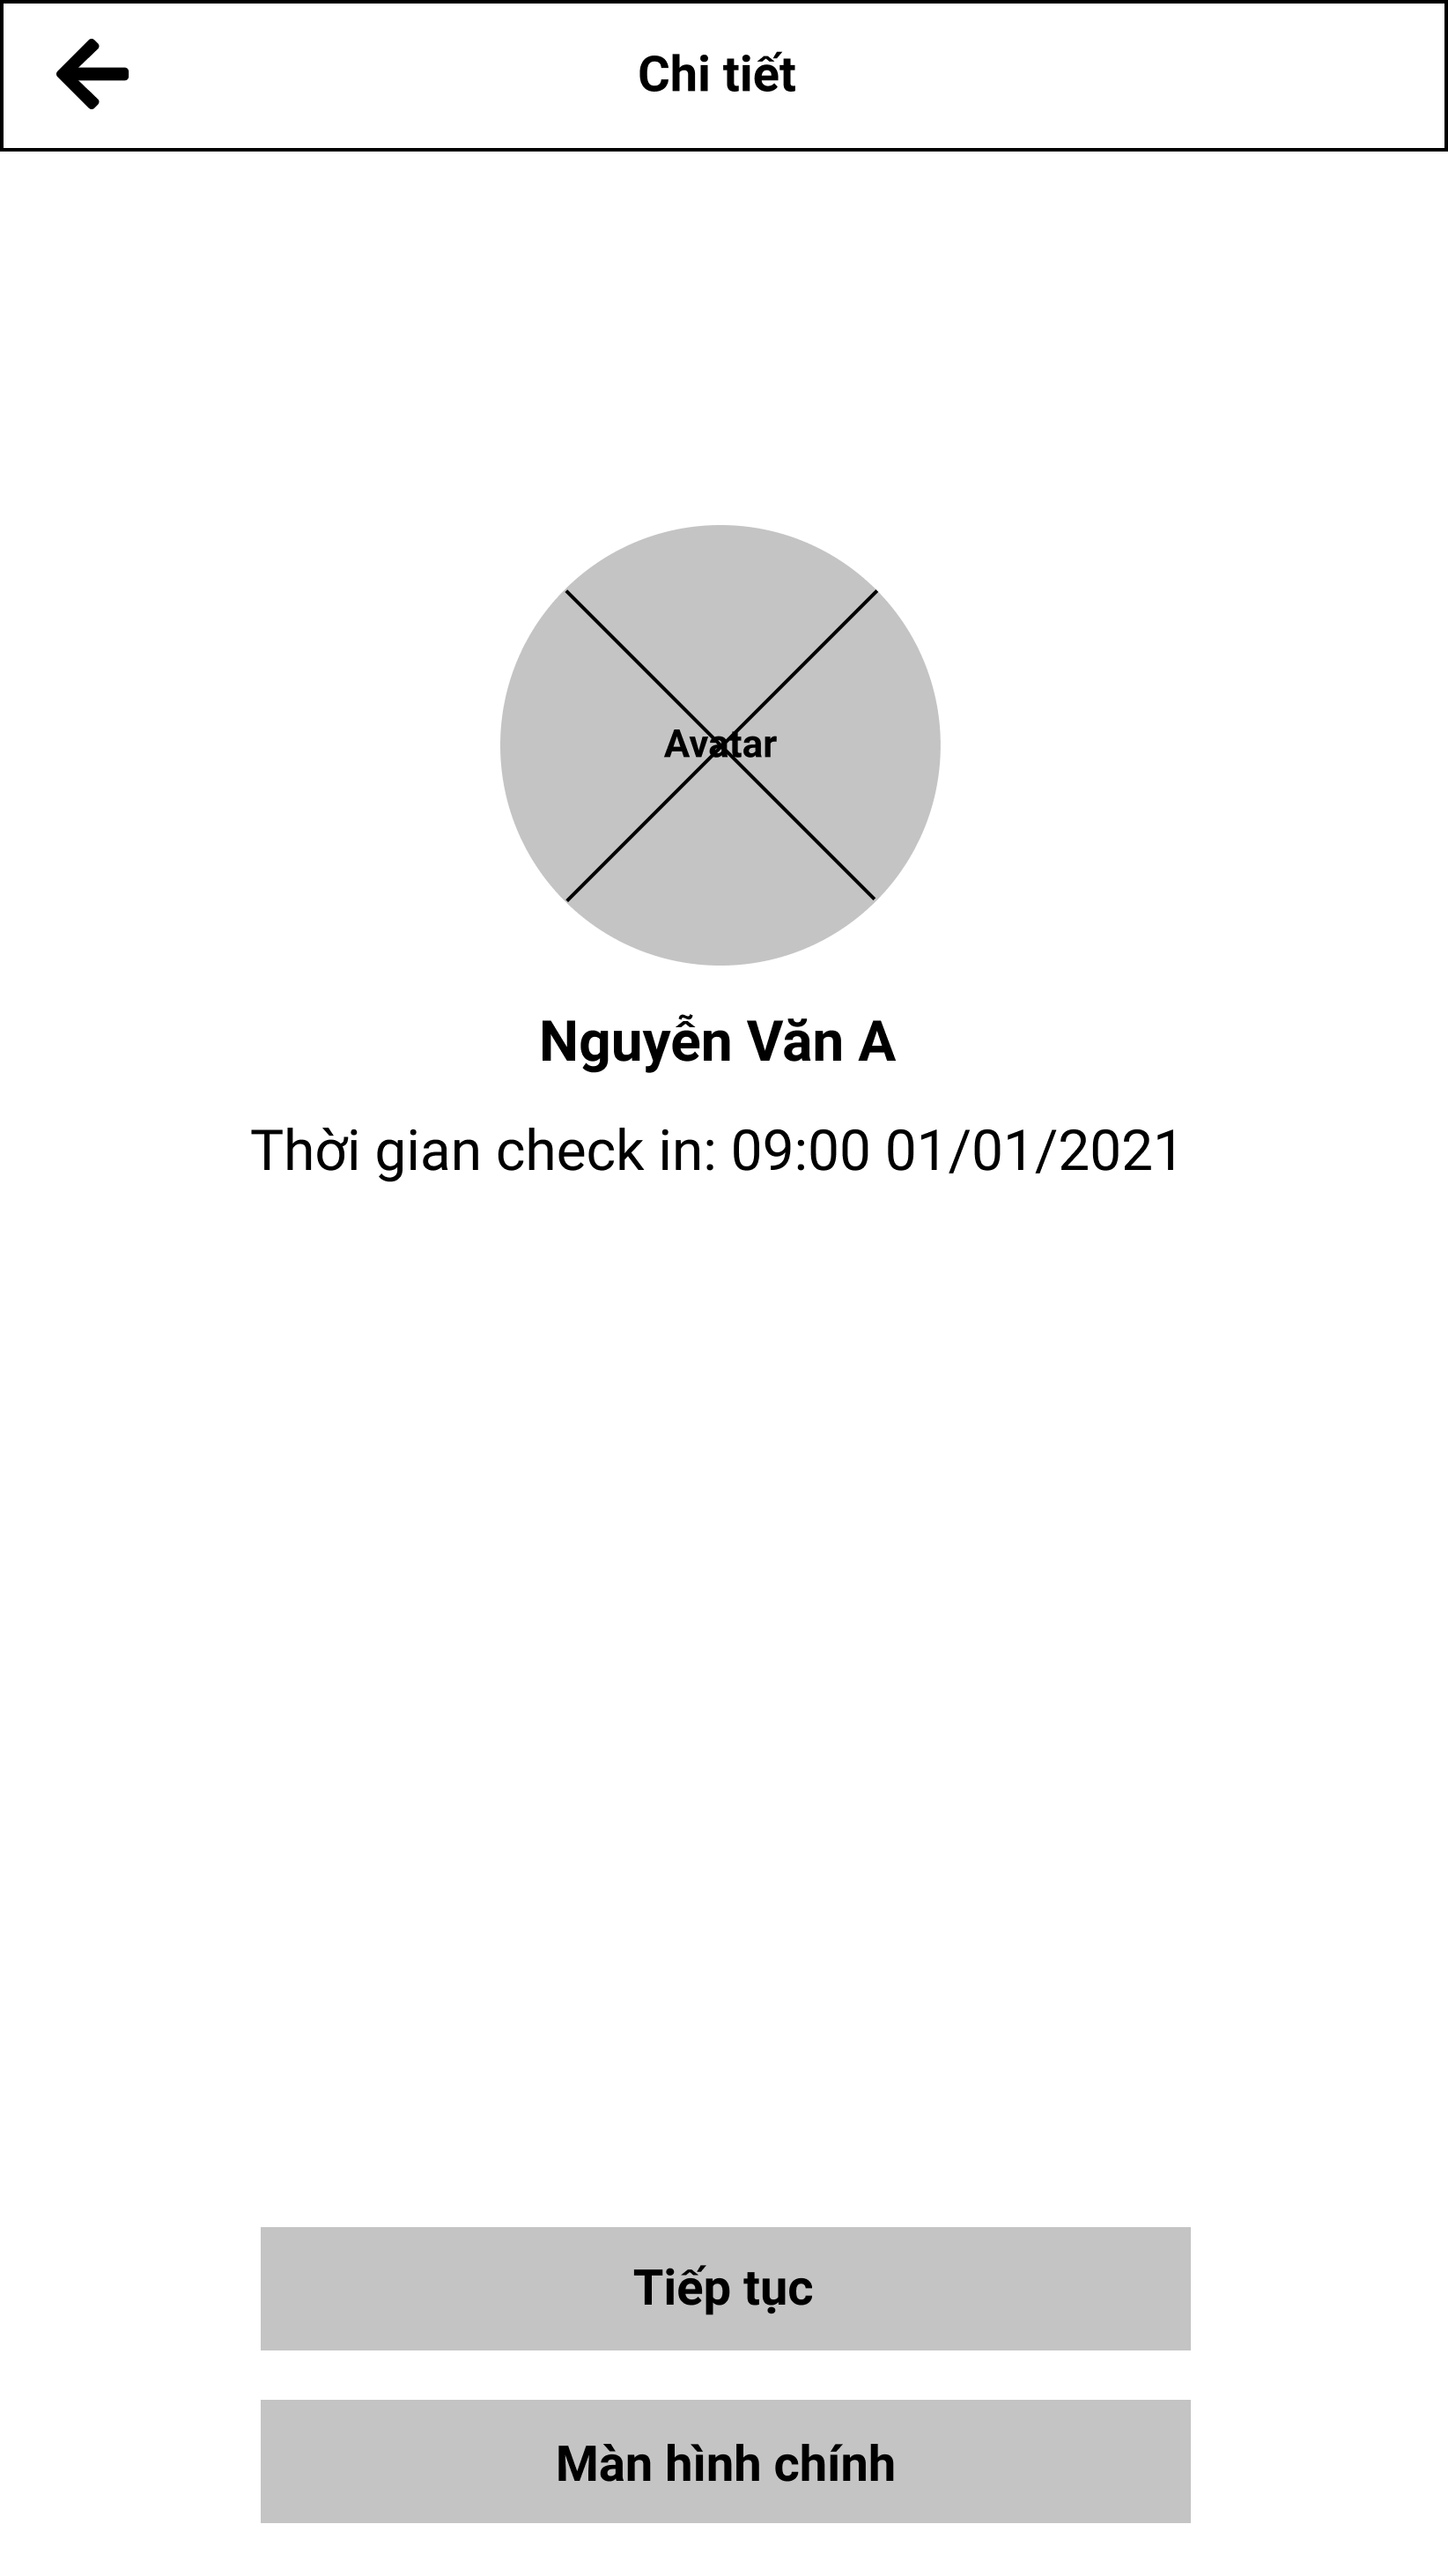 Chi tiết
Avatar
Nguyễn Văn A
Thời gian check in: 09:00 01/01/2021
Tiếp tục
Màn hình chính